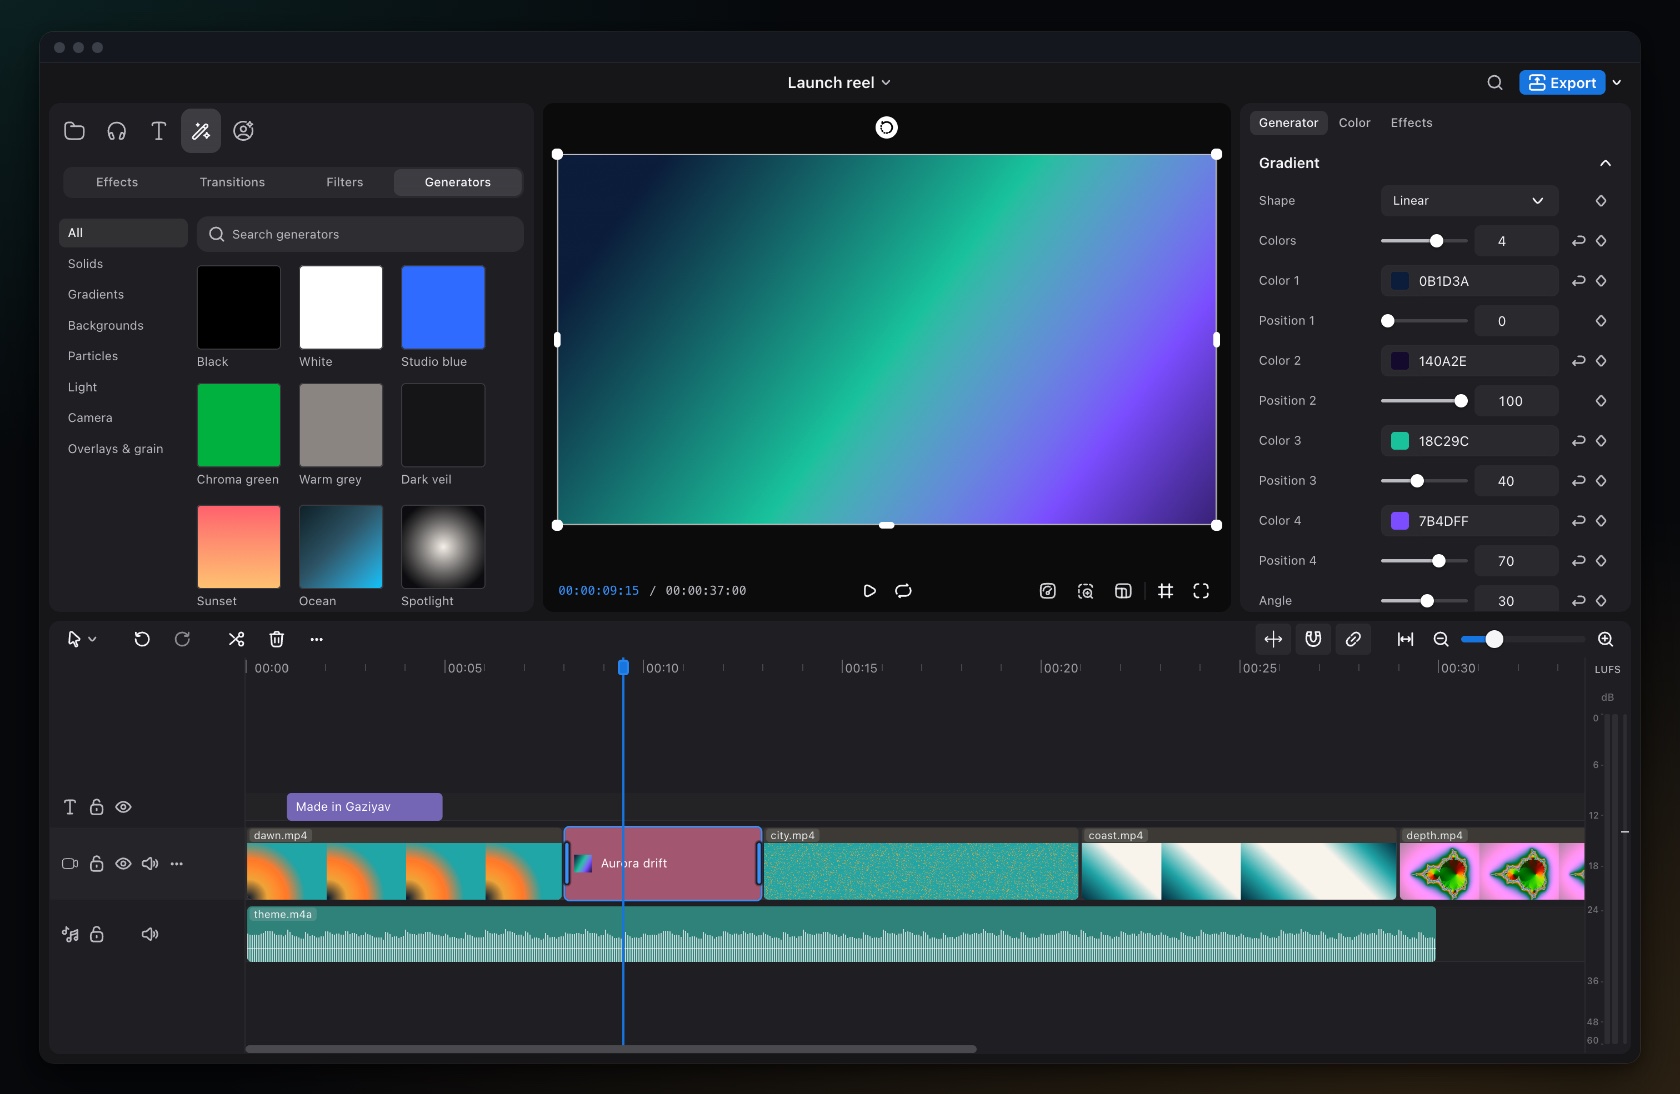 Launch reel
Export
Effects Transitions Filters Generators
All
Solids
Gradients
Backgrounds
Particles
Light
Camera
Overlays & grain
Search generators
Black White Studio blue
Chroma green Warm grey Dark veil
Sunset Ocean Spotlight
00:00:09:15 / 00:00:37:00
Generator Color Effects
Gradient
Shape Linear
Colors 4
Color 1 0B1D3A
Position 1 0
Color 2 140A2E
Position 2 100
Color 3 18C29C
Position 3 40
Color 4 7B4DFF
Position 4 70
Angle 30
00:00 00:05 00:10 00:15 00:20 00:25 00:30
LUFS
dB
0
6
12
18
24
36
48
60
Made in Gaziyav
dawn.mp4
Aurora drift
city.mp4
coast.mp4
depth.mp4
theme.m4a